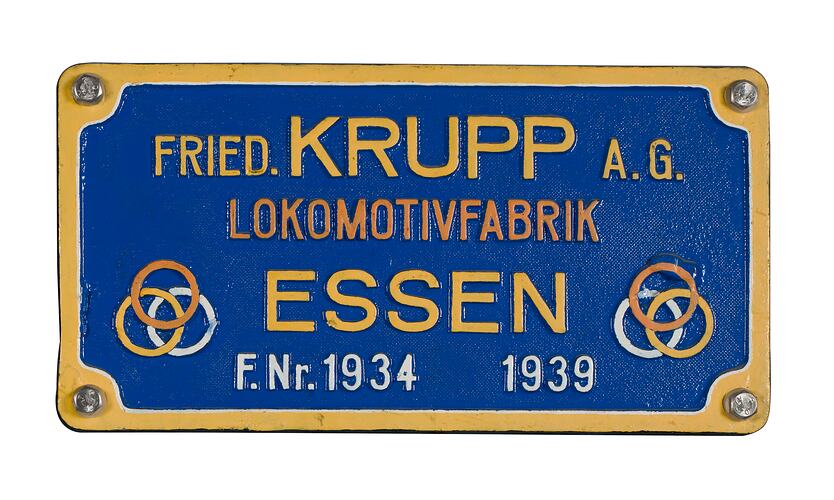 FRIED. KRUPP A.G.
LOKOMOTIVFABRIK
ESSEN
F.Nr. 1934 1939